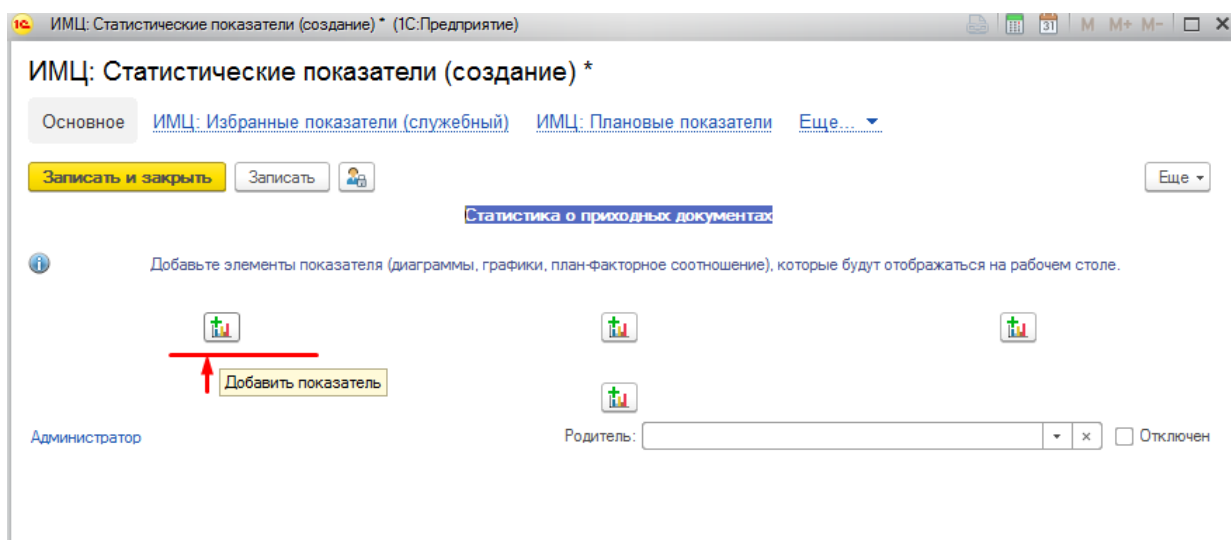 1С ИМЦ: Статистические показатели (создание) * (1С:Предприятие) 31 M M+ M-
ИМЦ: Статистические показатели (создание) *
Основное ИМЦ: Избранные показатели (служебный) ИМЦ: Плановые показатели Еще...
Записать и закрыть Записать Еще
Статистика о приходных документах
Добавьте элементы показателя (диаграммы, графики, план-факторное соотношение), которые будут отображаться на рабочем столе.
Добавить показатель
Администратор Родитель: Отключен